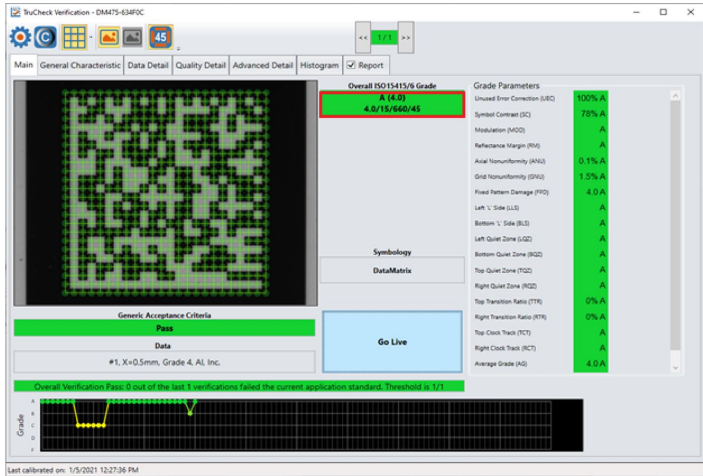 TruCheck Verification - DM475-634F0C
45
<< 1/1 >>
Main General Characteristic Data Detail Quality Detail Advanced Detail Histogram Report
Overall ISO15415/6 Grade
A (4.0)
4.0/15/660/45
Symbology
DataMatrix
Go Live
Generic Acceptance Criteria
Pass
Data
#1, X=0.5mm, Grade 4, AI, Inc.
Grade Parameters
Unused Error Correction (UEC) 100% A
Symbol Contrast (SC) 78% A
Modulation (MOD) A
Reflectance Margin (RM) A
Axial Nonuniformity (ANU) 0.1% A
Grid Nonuniformity (GNU) 1.5% A
Fixed Pattern Damage (FPD) 4.0 A
Left 'L' Side (LLS) A
Bottom 'L' Side (BLS) A
Left Quiet Zone (LQZ) A
Bottom Quiet Zone (BQZ) A
Top Quiet Zone (TQZ) A
Right Quiet Zone (RQZ) A
Top Transition Ratio (TTR) 0% A
Right Transition Ratio (RTR) 0% A
Top Clock Track (TCT) A
Right Clock Track (RCT) A
Average Grade (AG) 4.0 A
Overall Verification Pass: 0 out of the last 1 verifications failed the current application standard. Threshold is 1/1
Grade
A
B
C
D
F
Last calibrated on: 1/5/2021 12:27:36 PM